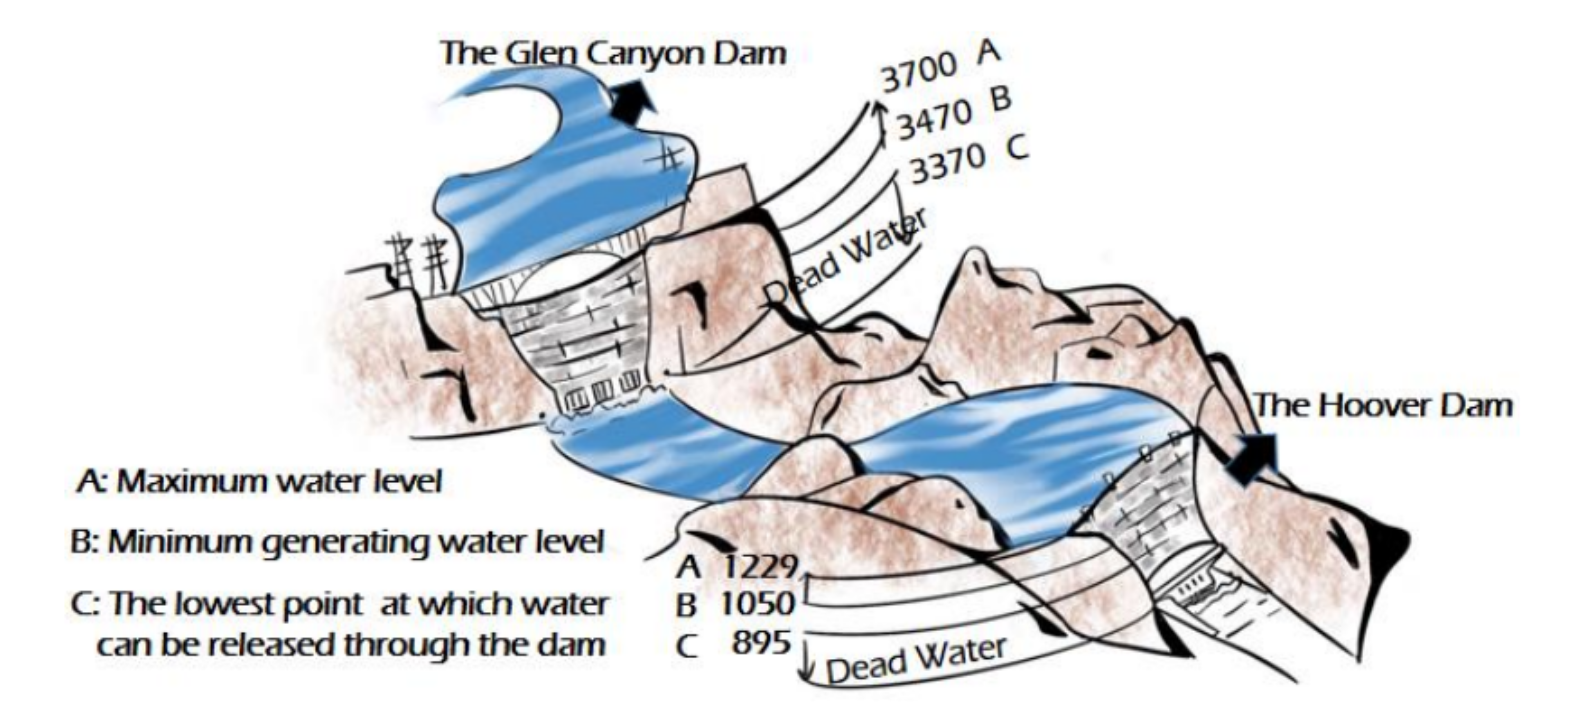 The Glen Canyon Dam
3700 A
3470 B
3370 C
Dead Water
The Hoover Dam
A: Maximum water level
B: Minimum generating water level
C: The lowest point at which water
can be released through the dam
A 1229
B 1050
C 895
Dead Water